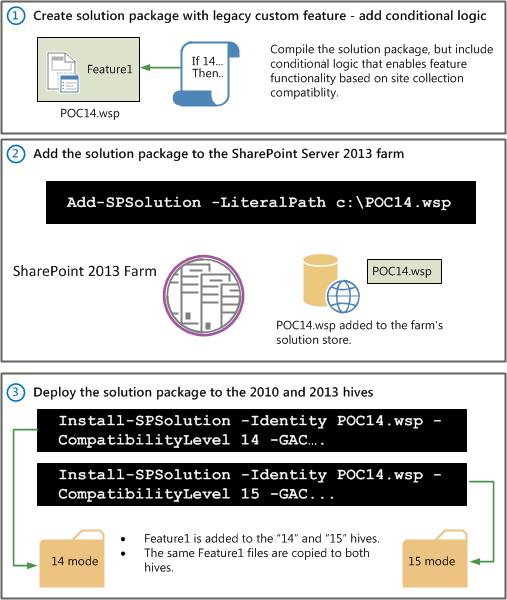 1 Create solution package with legacy custom feature - add conditional logic
Feature1
If 14...
Then..
POC14.wsp
Compile the solution package, but include
conditional logic that enables feature
functionality based on site collection
compatiblity.
2 Add the solution package to the SharePoint Server 2013 farm
Add-SPSolution -LiteralPath c:\POC14.wsp
SharePoint 2013 Farm
POC14.wsp
POC14.wsp added to the farm's
solution store.
3 Deploy the solution package to the 2010 and 2013 hives
Install-SPSolution -Identity POC14.wsp -
CompatibilityLevel 14 -GAC….
Install-SPSolution -Identity POC14.wsp -
CompatibilityLevel 15 -GAC...
14 mode
• Feature1 is added to the “14” and “15” hives.
• The same Feature1 files are copied to both
hives.
15 mode